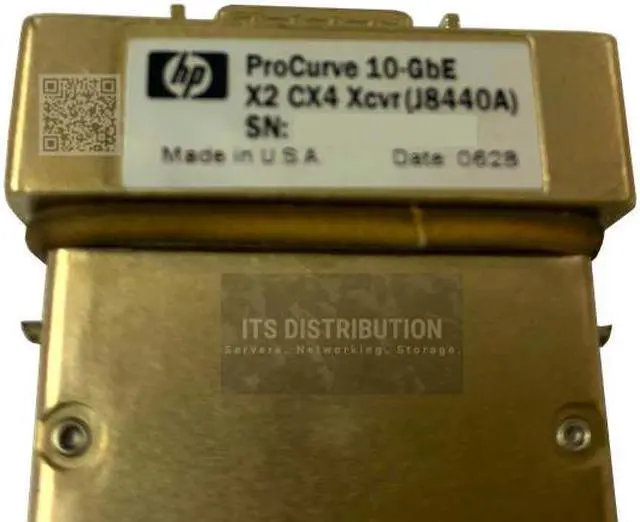 hp
ProCurve 10-GbE
X2 CX4 Xcvr (J8440A)
SN:
Made in U S A
Date 0628
ITS DISTRIBUTION
Servers. Networking. Storage.